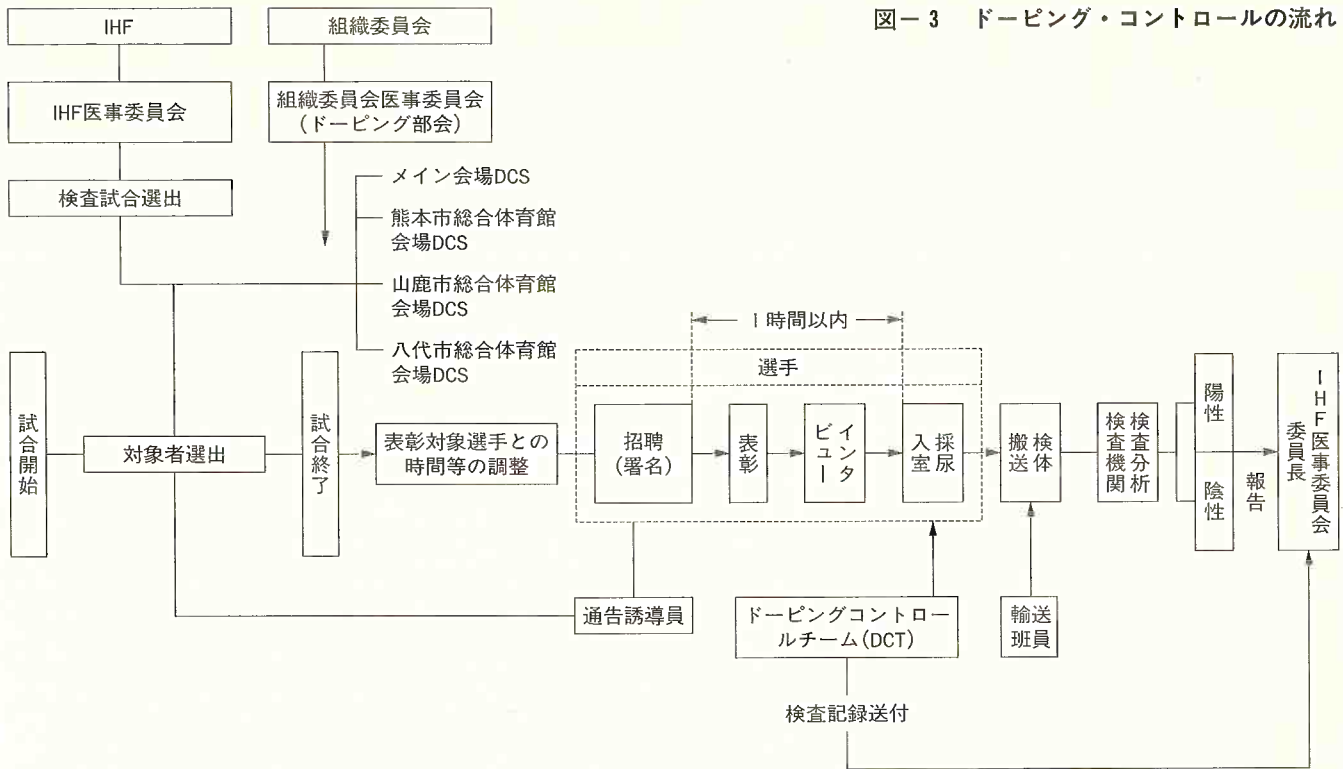 図－3　ドーピング・コントロールの流れ
IHF
組織委員会
IHF医事委員会
組織委員会医事委員会
(ドーピング部会)
検査試合選出
メイン会場DCS
熊本市総合体育館
会場DCS
山鹿市総合体育館
会場DCS
八代市総合体育館
会場DCS
1時間以内
選手
試合開始
対象者選出
試合終了
表彰対象選手との
時間等の調整
招聘
(署名)
表彰
インタ
ビュー
採尿
入室
検体
搬送
検査分析
検査機関
陽性
陰性
報告
IHF医事委員会
委員長
通告誘導員
ドーピングコントロー
ルチーム(DCT)
輸送
班員
検査記録送付